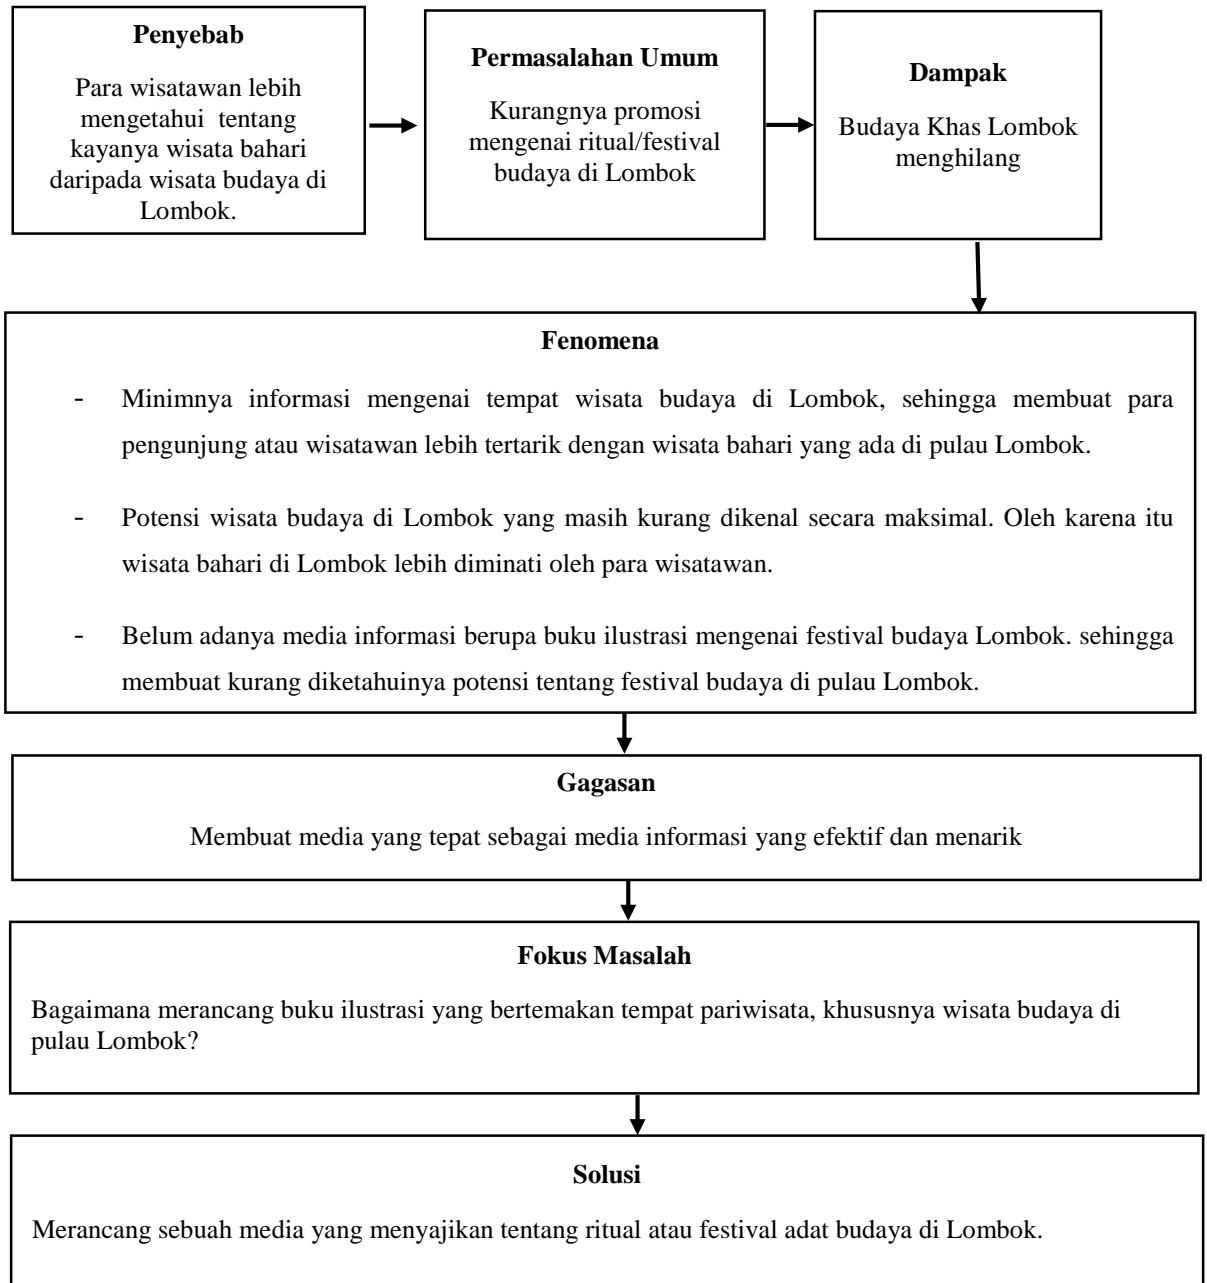 Penyebab
Para wisatawan lebih
mengetahui tentang
kayanya wisata bahari
daripada wisata budaya di
Lombok.
Permasalahan Umum
Kurangnya promosi
mengenai ritual/festival
budaya di Lombok
Dampak
Budaya Khas Lombok
menghilang
Fenomena
- Minimnya informasi mengenai tempat wisata budaya di Lombok, sehingga membuat para
pengunjung atau wisatawan lebih tertarik dengan wisata bahari yang ada di pulau Lombok.
- Potensi wisata budaya di Lombok yang masih kurang dikenal secara maksimal. Oleh karena itu
wisata bahari di Lombok lebih diminati oleh para wisatawan.
- Belum adanya media informasi berupa buku ilustrasi mengenai festival budaya Lombok. sehingga
membuat kurang diketahuinya potensi tentang festival budaya di pulau Lombok.
Gagasan
Membuat media yang tepat sebagai media informasi yang efektif dan menarik
Fokus Masalah
Bagaimana merancang buku ilustrasi yang bertemakan tempat pariwisata, khususnya wisata budaya di
pulau Lombok?
Solusi
Merancang sebuah media yang menyajikan tentang ritual atau festival adat budaya di Lombok.